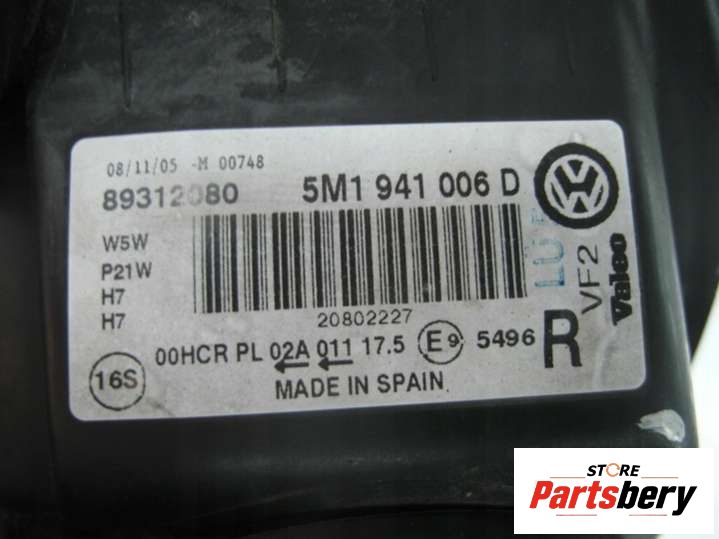 08/11/05 -M 00748
89312080 5M1 941 006 D
W5W
P21W
H7
H7
20802227
VF2
Valeo
00HCR PL 02A 011 17.5 E9 5496 R
16S
MADE IN SPAIN
STORE
Partsbery